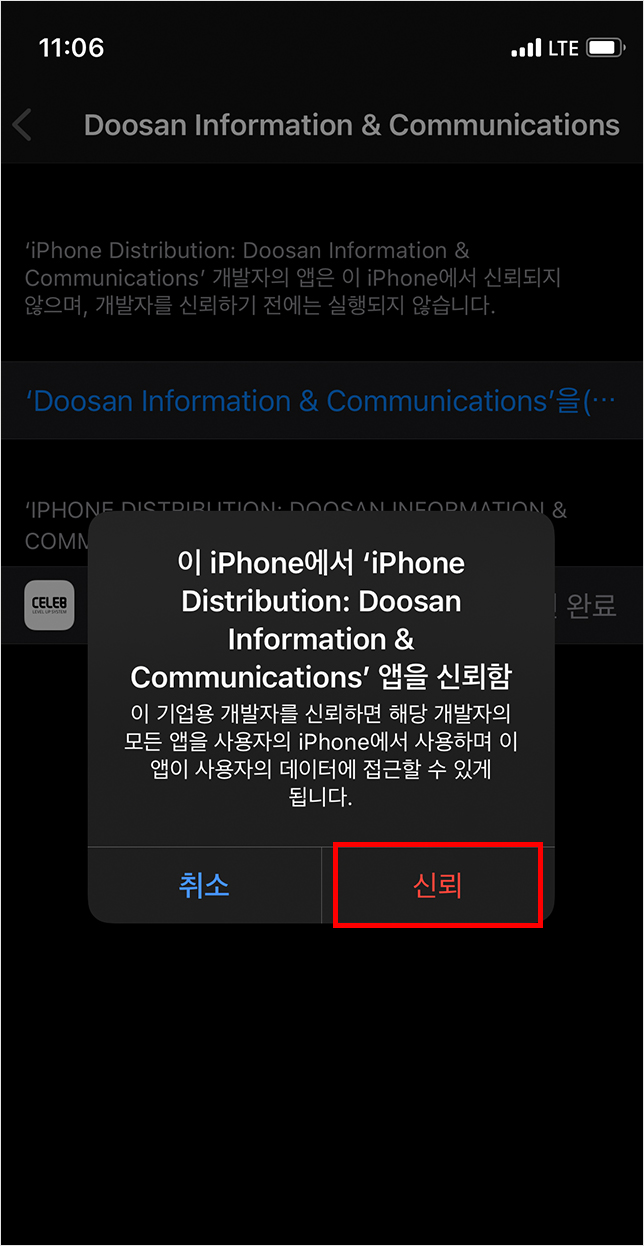 11:06
LTE
Doosan Information & Communications
‘iPhone Distribution: Doosan Information &
Communications’ 개발자의 앱은 이 iPhone에서 신뢰되지
않으며, 개발자를 신뢰하기 전에는 실행되지 않습니다.
‘Doosan Information & Communications’을(…
‘IPHONE DISTRIBUTION: DOOSAN INFORMATION &
CELEB
LEVEL-UP SYSTEM
완료
이 iPhone에서 ‘iPhone
Distribution: Doosan
Information &
Communications’ 앱을 신뢰함
이 기업용 개발자를 신뢰하면 해당 개발자의
모든 앱을 사용자의 iPhone에서 사용하며 이
앱이 사용자의 데이터에 접근할 수 있게
됩니다.
취소
신뢰